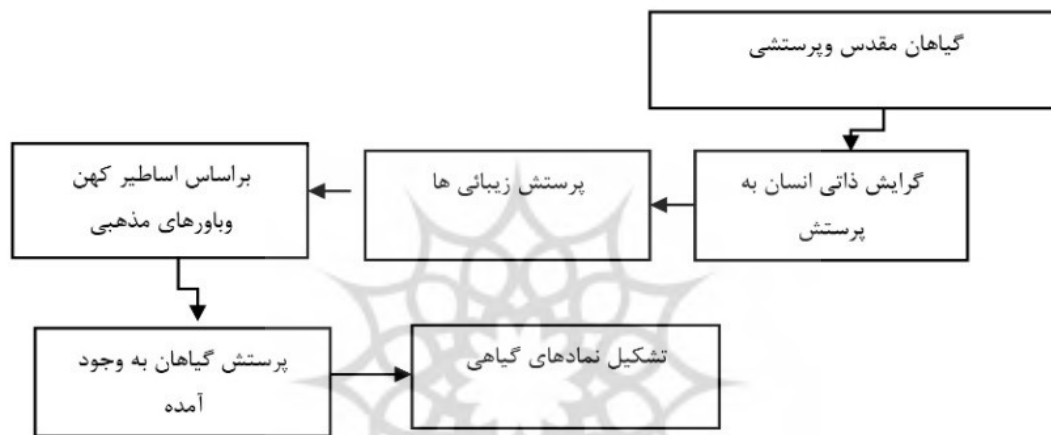 گیاهان مقدس وپرستشی
گرایش ذاتی انسان به
پرستش
پرستش زیبائی ها
براساس اساطیر کهن
وباورهای مذهبی
پرستش گیاهان به وجود
آمده
تشکیل نمادهای گیاهی